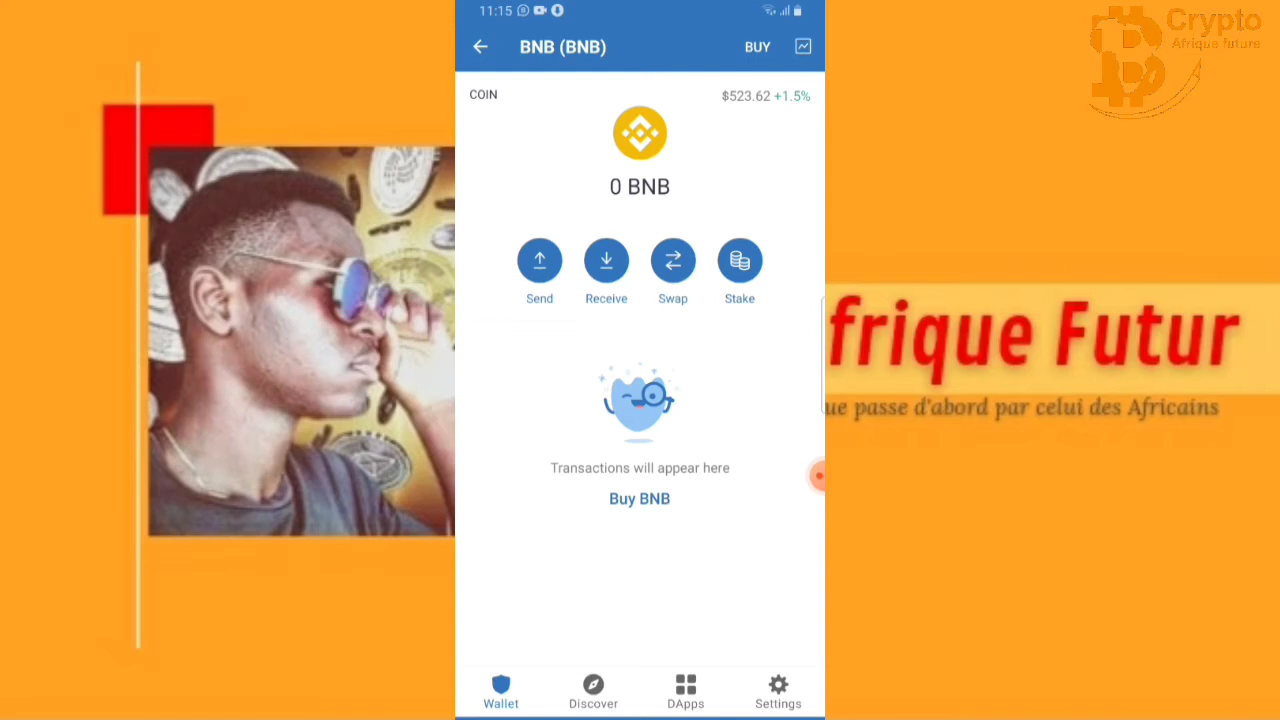 11:15
BNB (BNB)
BUY
COIN
$523.62 +1.5%
0 BNB
Send
Receive
Swap
Stake
Transactions will appear here
Buy BNB
Wallet
Discover
DApps
Settings
Crypto
Afrique future
frique Futur
ue passe d'abord par celui des Africains